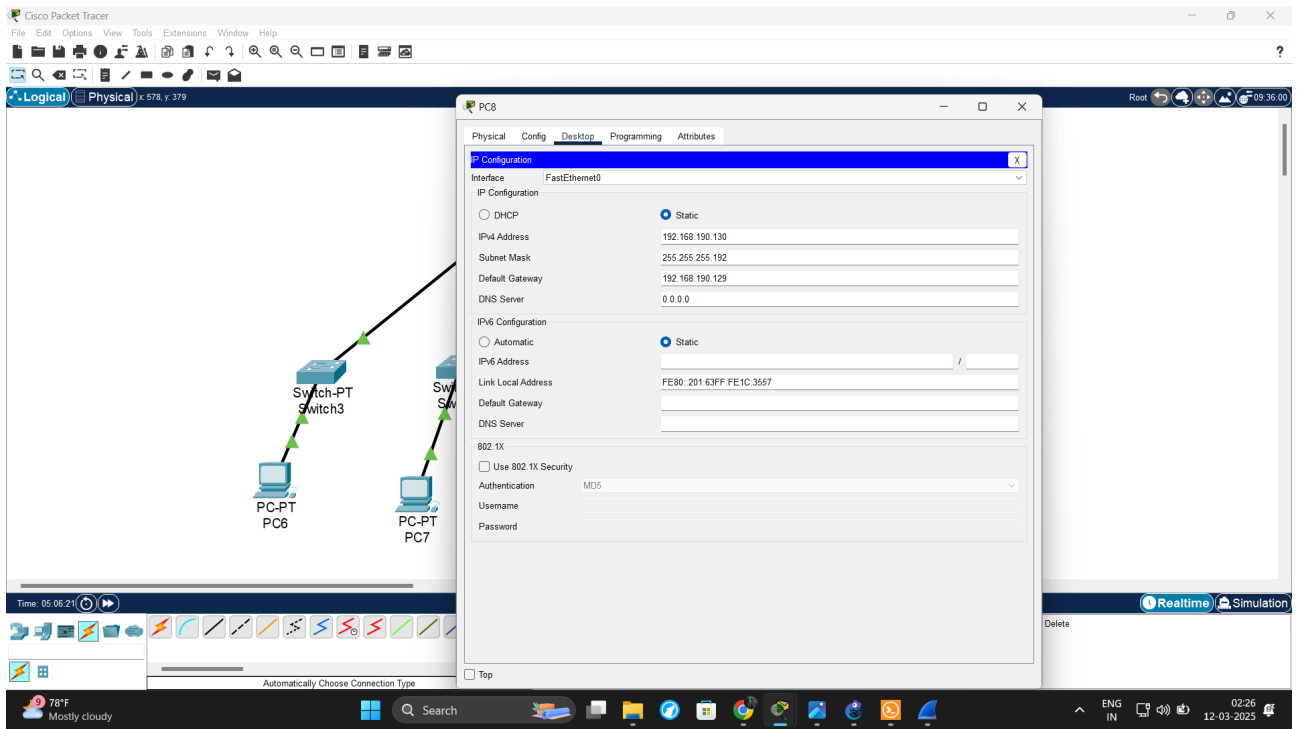 Cisco Packet Tracer
File Edit Options View Tools Extensions Window Help
?
Logical Physical x: 578, y: 379
Root 09:36:00
PC8
Physical Config Desktop Programming Attributes
IP Configuration X
Interface FastEthernet0
IP Configuration
DHCP Static
IPv4 Address 192.168.190.130
Subnet Mask 255.255.255.192
Default Gateway 192.168.190.129
DNS Server 0.0.0.0
IPv6 Configuration
Automatic Static
IPv6 Address /
Link Local Address FE80::201:63FF:FE1C:3557
Default Gateway
DNS Server
802.1X
Use 802.1X Security
Authentication MD5
Username
Password
Top
Switch-PT
Switch3
PC-PT
PC6
PC-PT
PC7
Time: 05:06:21
Realtime Simulation
Delete
Automatically Choose Connection Type
9
78°F
Mostly cloudy
Search
ENG
IN
02:26
12-03-2025